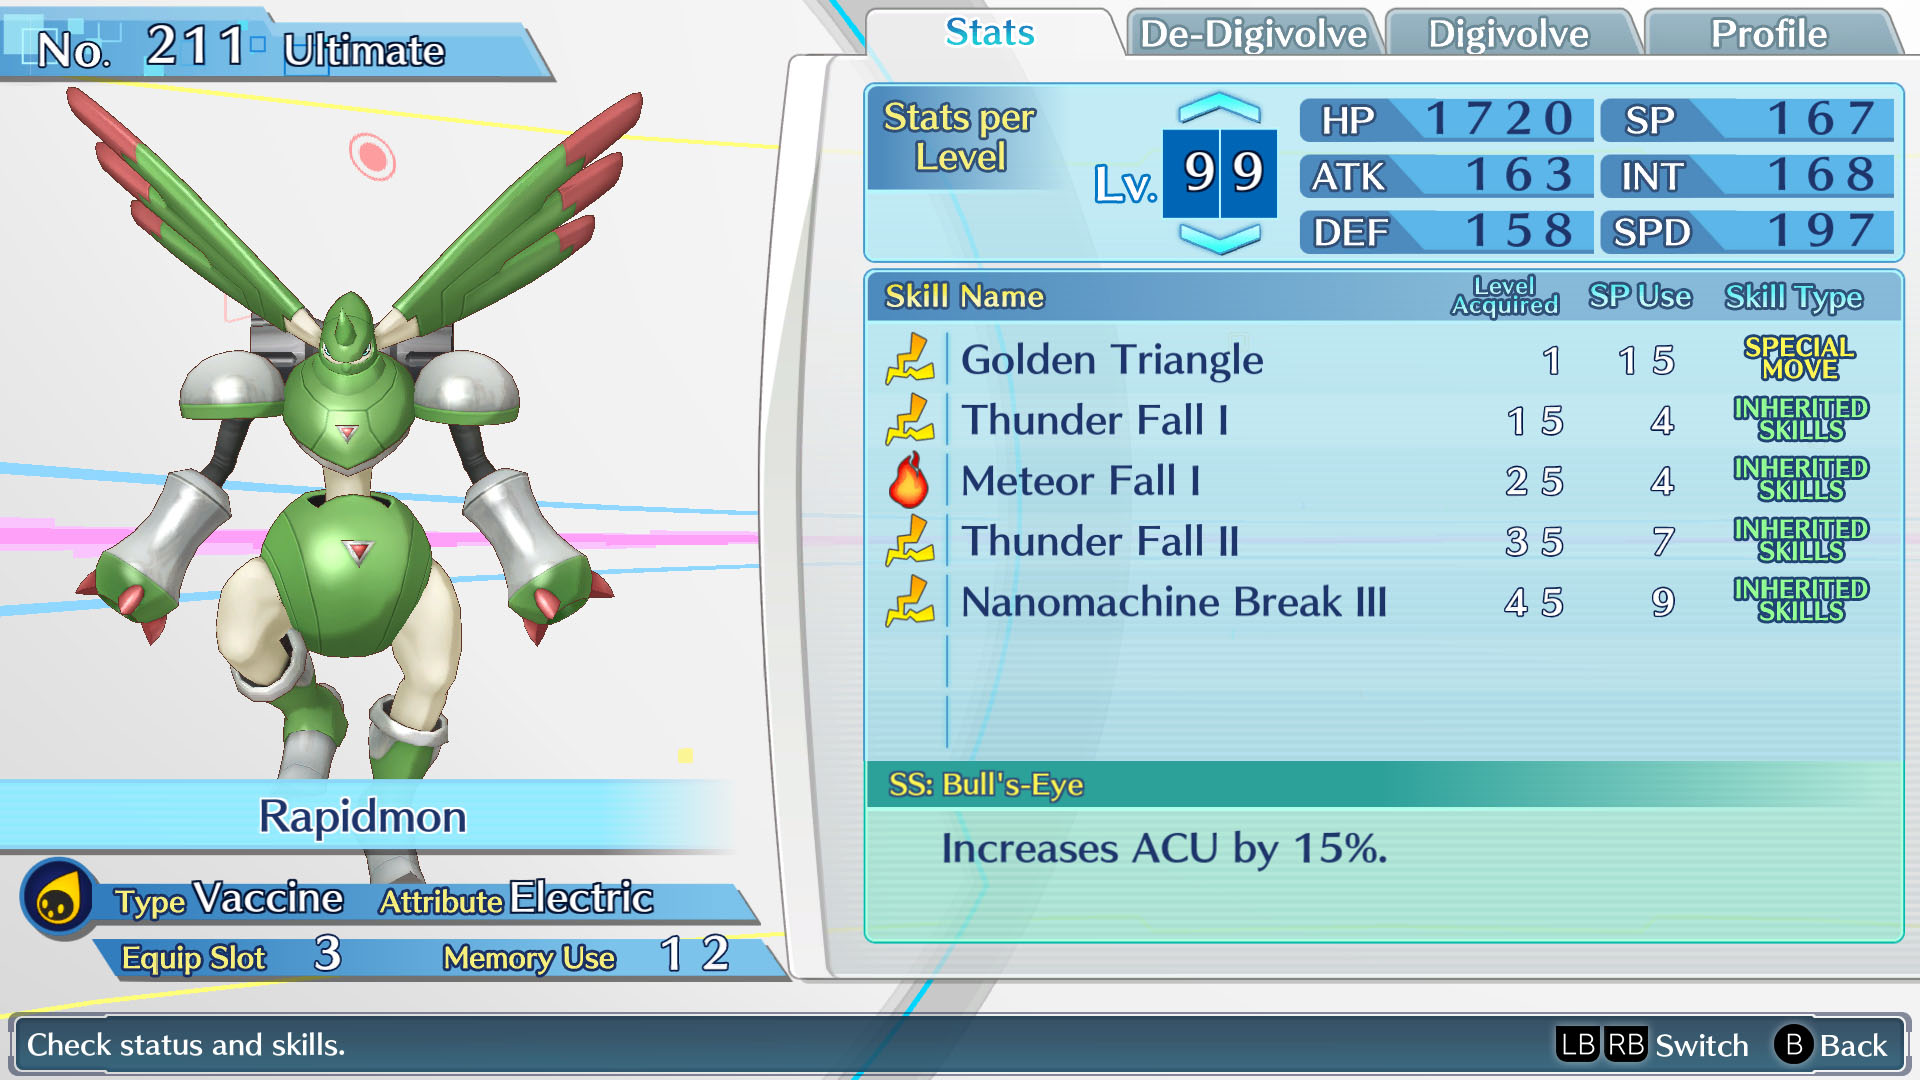 No. 211 Ultimate
Stats De-Digivolve Digivolve Profile
Stats per
Level
Lv. 99
HP 1720 SP 167
ATK 163 INT 168
DEF 158 SPD 197
Skill Name Level Acquired SP Use Skill Type
Golden Triangle 1 15 SPECIAL MOVE
Thunder Fall I 15 4 INHERITED SKILLS
Meteor Fall I 25 4 INHERITED SKILLS
Thunder Fall II 35 7 INHERITED SKILLS
Nanomachine Break III 45 9 INHERITED SKILLS
SS: Bull's-Eye
Increases ACU by 15%.
Rapidmon
Type Vaccine Attribute Electric
Equip Slot 3 Memory Use 12
Check status and skills.
LB RB Switch B Back